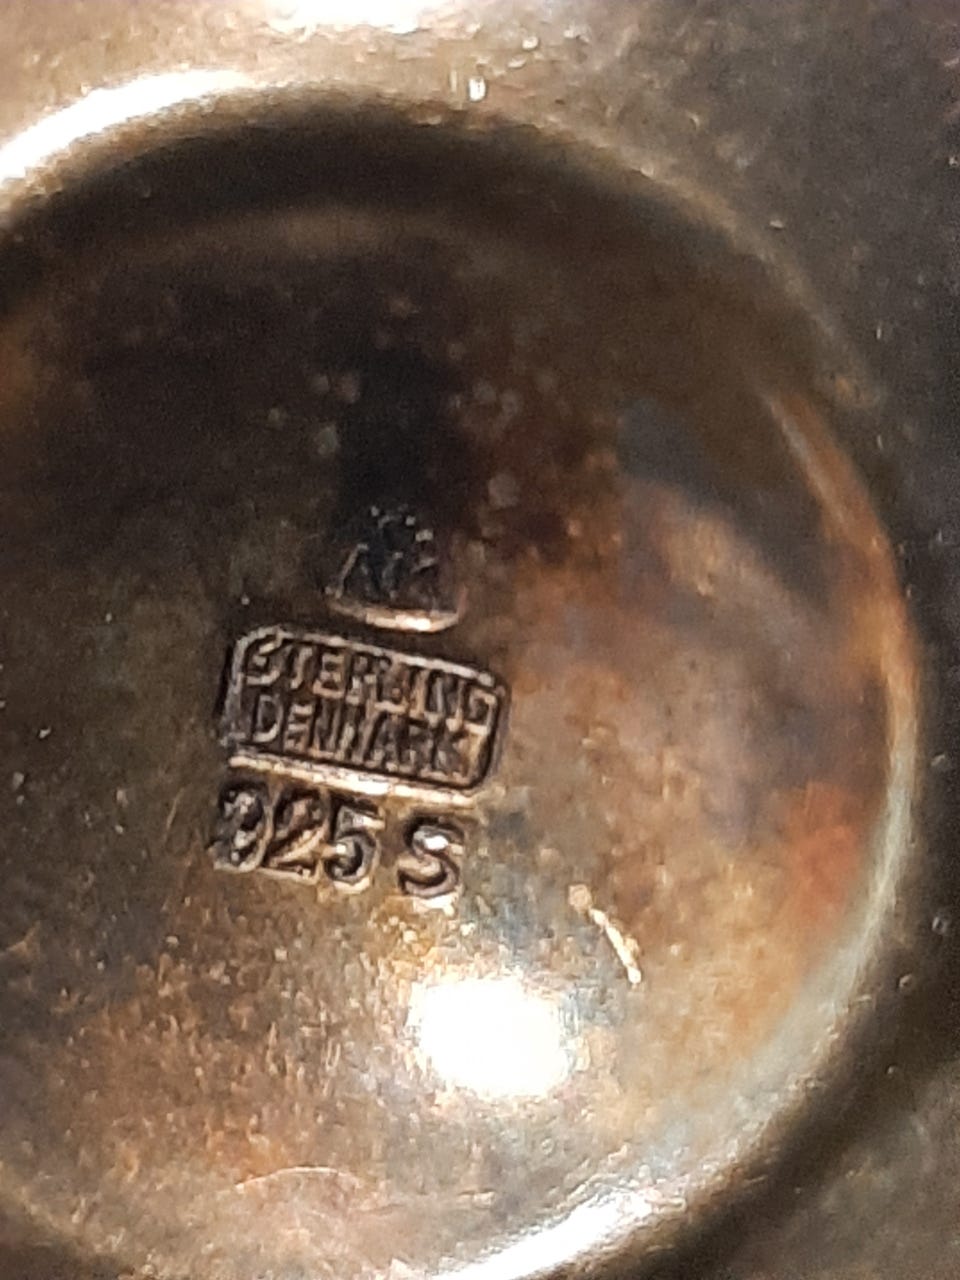 STERLING
DENMARK
925 S